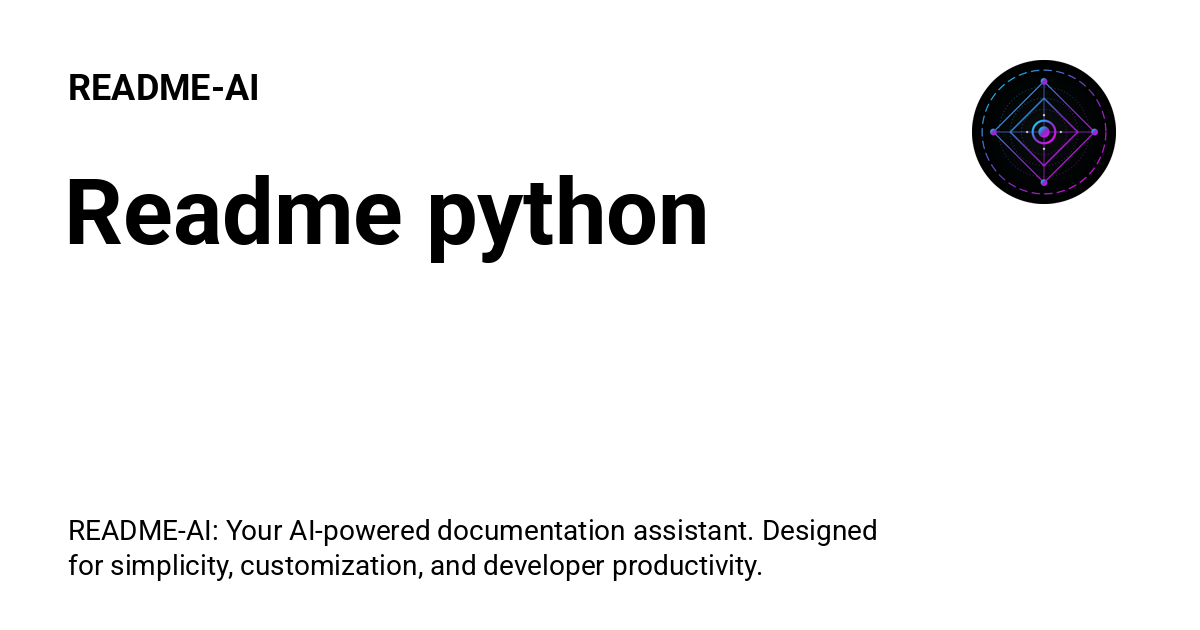 README-AI
Readme python
README-AI: Your AI-powered documentation assistant. Designed
for simplicity, customization, and developer productivity.